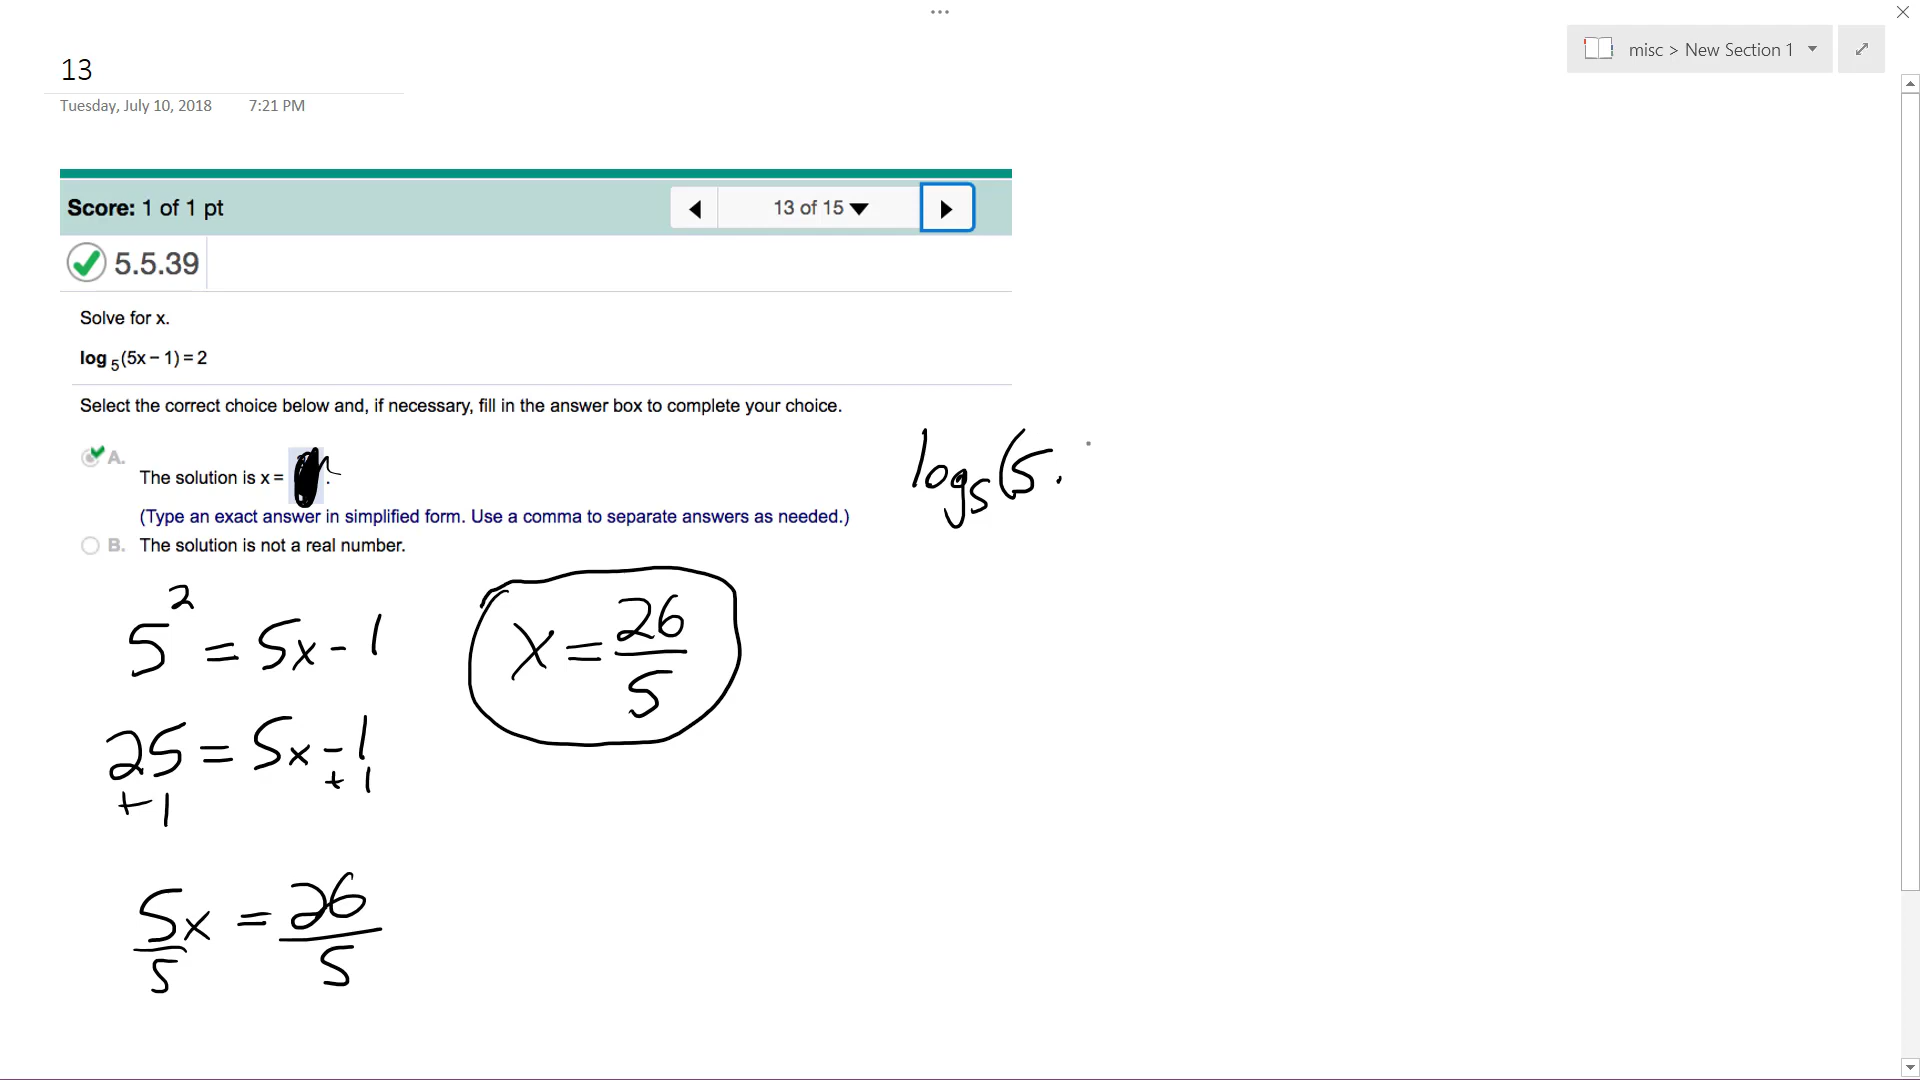 misc > New Section 1
13
Tuesday, July 10, 2018 7:21 PM
Score: 1 of 1 pt
13 of 15
5.5.39
Solve for x.
log₅(5x − 1) = 2
Select the correct choice below and, if necessary, fill in the answer box to complete your choice.
A.
The solution is x = .
(Type an exact answer in simplified form. Use a comma to separate answers as needed.)
B. The solution is not a real number.
log₅(5 ·
5² = 5x - 1
x = 26/5
25 = 5x - 1
+1 +1
5x/5 = 26/5